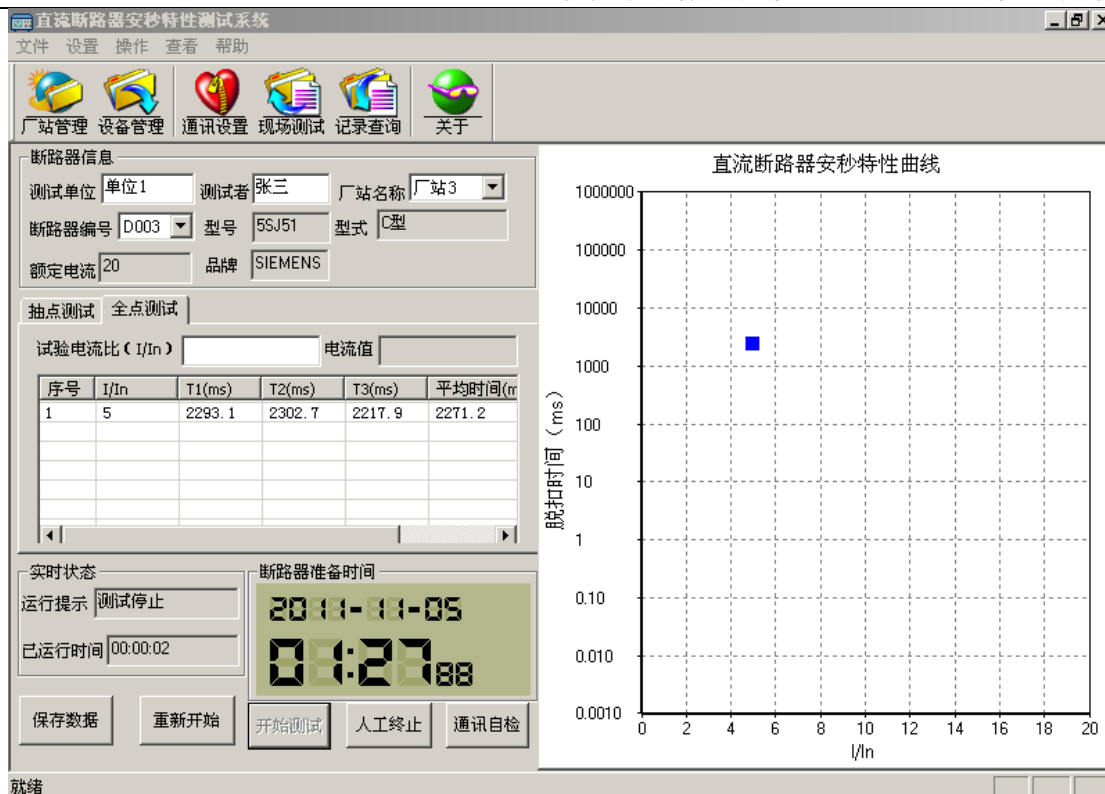 直流断路器安秒特性测试系统
文件 设置 操作 查看 帮助
厂站管理 设备管理 通讯设置 现场测试 记录查询 关于
断路器信息
测试单位 单位1 测试者 张三 厂站名称 厂站3
断路器编号 D003 型号 5SJ51 型式 C型
额定电流 20 品牌 SIEMENS
抽点测试 全点测试
试验电流比(I/In) 电流值
序号 I/In T1(ms) T2(ms) T3(ms) 平均时间(m
1 5 2293.1 2302.7 2217.9 2271.2
实时状态
运行提示 测试停止
已运行时间 00:00:02
断路器准备时间
2011-11-05
01:27 88
保存数据 重新开始 开始测试 人工终止 通讯自检
就绪
直流断路器安秒特性曲线
脱扣时间(ms)
1000000
100000
10000
1000
100
10
1
0.10
0.010
0.0010
0 2 4 6 8 10 12 14 16 18 20
I/In